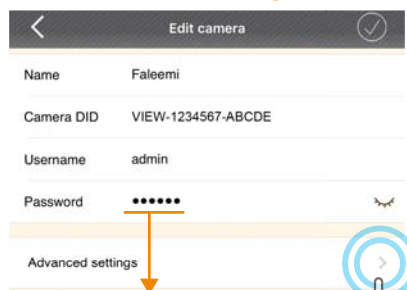 Edit camera
Name Faleemi
Camera DID VIEW-1234567-ABCDE
Username admin
Password ••••••
Advanced settings